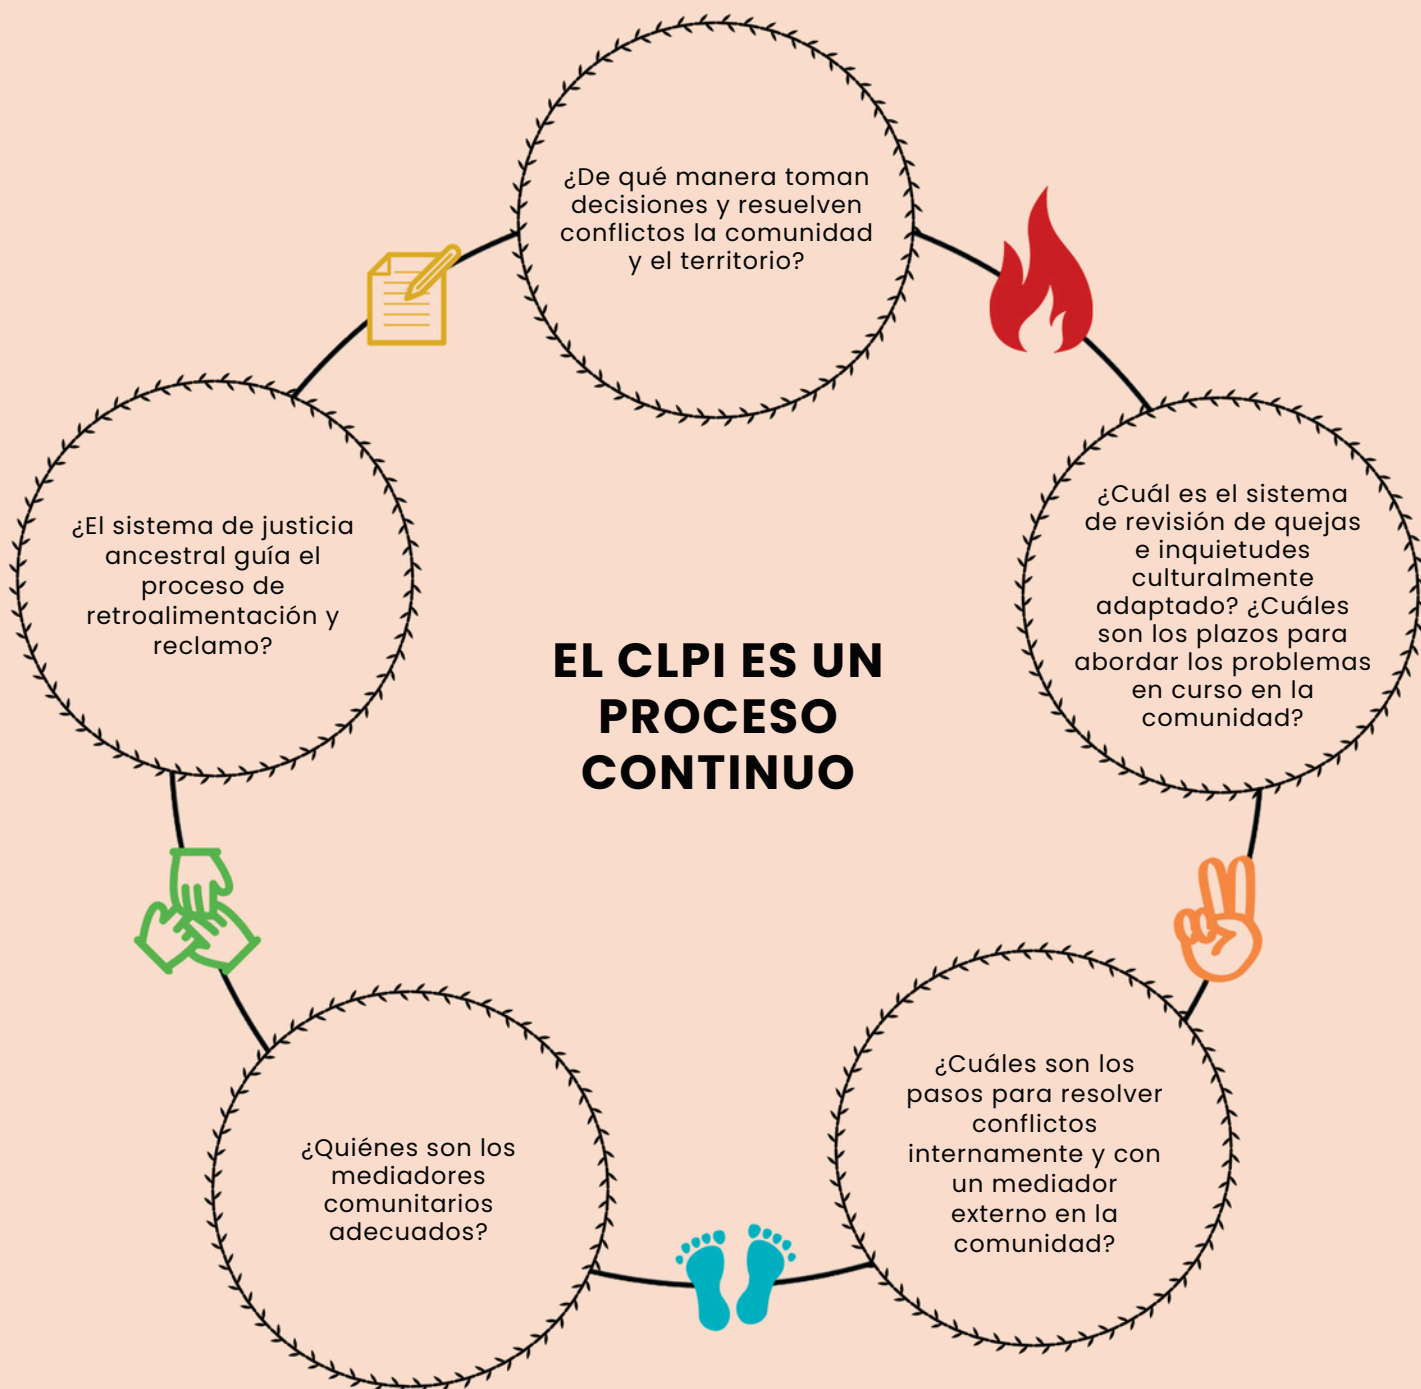 ¿De qué manera toman
decisiones y resuelven
conflictos la comunidad
y el territorio?
¿Cuál es el sistema
de revisión de quejas
e inquietudes
culturalmente
adaptado? ¿Cuáles
son los plazos para
abordar los problemas
en curso en la
comunidad?
¿El sistema de justicia
ancestral guía el
proceso de
retroalimentación y
reclamo?
EL CLPI ES UN
PROCESO
CONTINUO
¿Cuáles son los
pasos para resolver
conflictos
internamente y con
un mediador
externo en la
comunidad?
¿Quiénes son los
mediadores
comunitarios
adecuados?